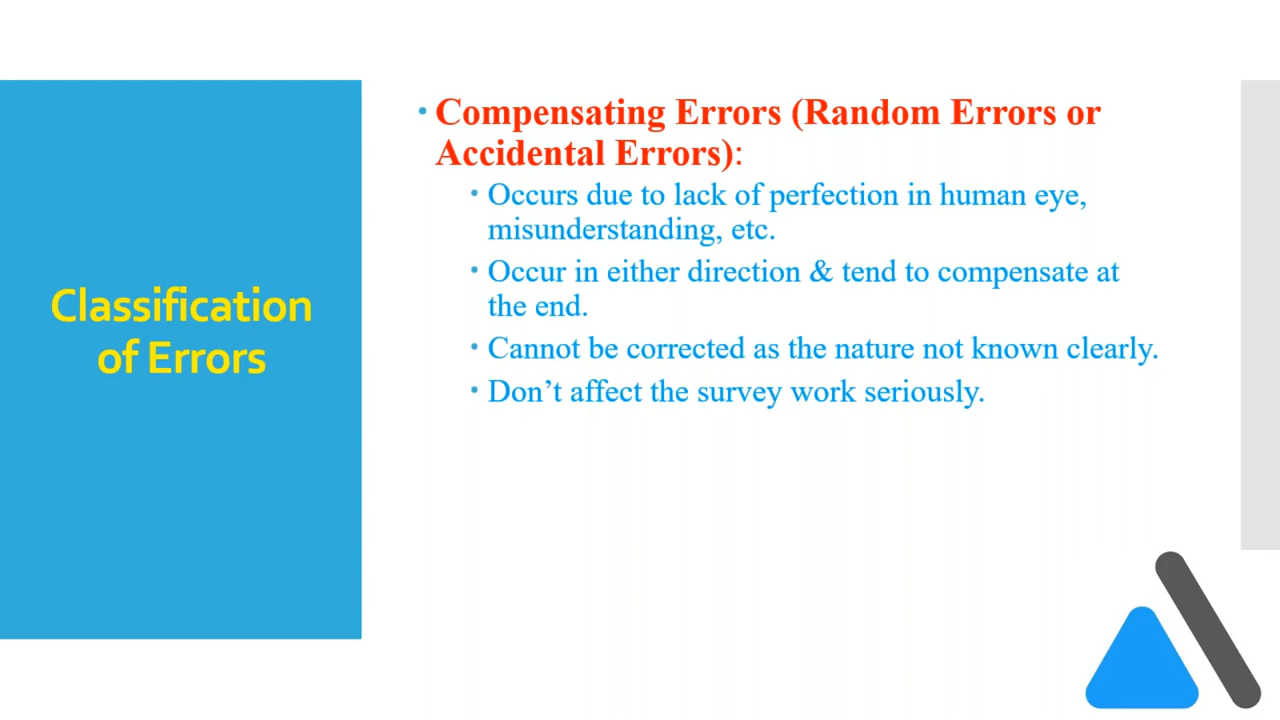 Classification
of Errors
• Compensating Errors (Random Errors or
Accidental Errors):
• Occurs due to lack of perfection in human eye,
misunderstanding, etc.
• Occur in either direction & tend to compensate at
the end.
• Cannot be corrected as the nature not known clearly.
• Don’t affect the survey work seriously.